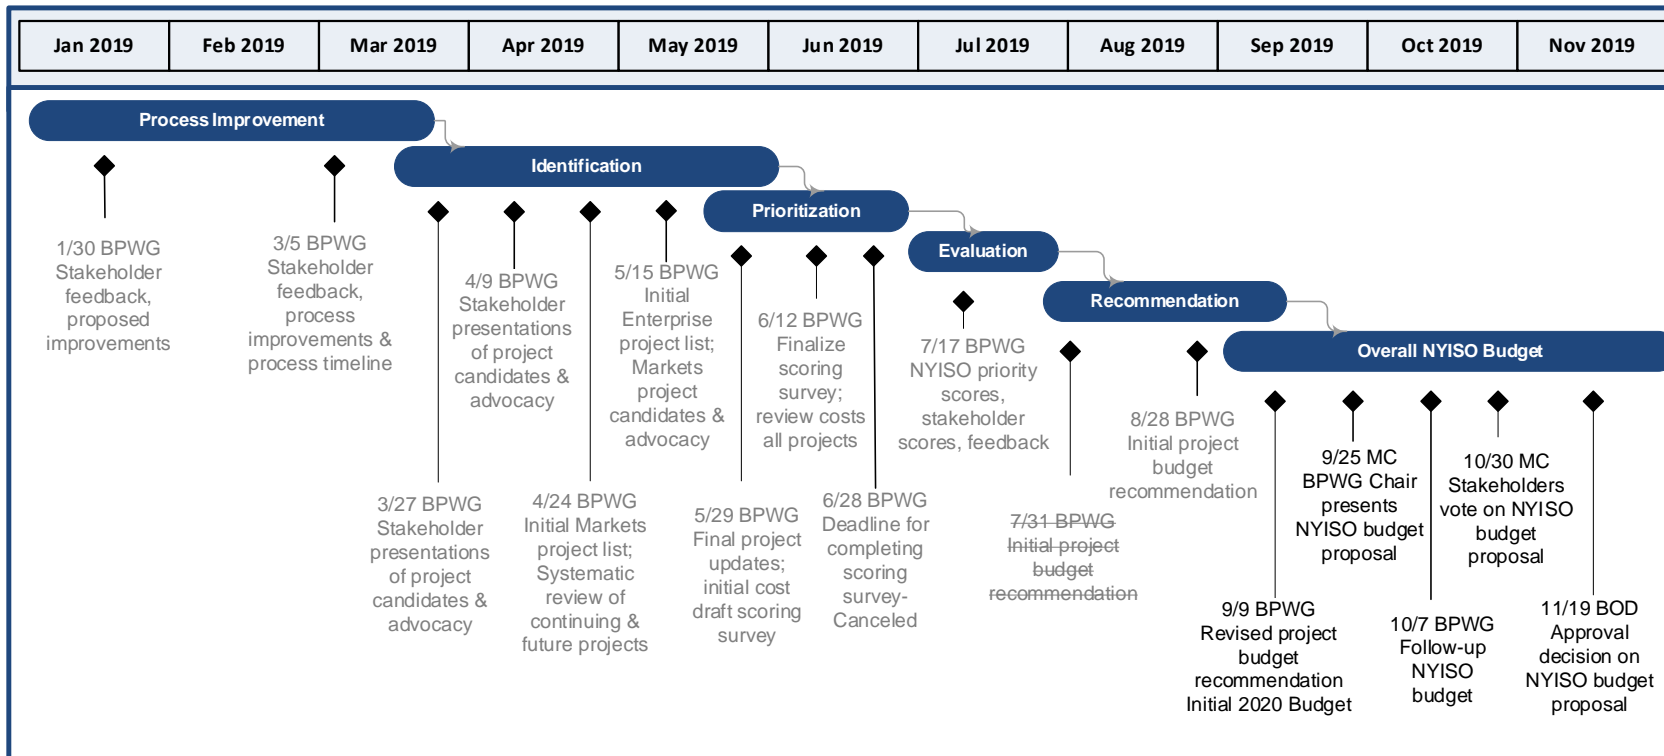 Jan 2019
Feb 2019
Mar 2019
Apr 2019
May 2019
Jun 2019
Jul 2019
Aug 2019
Sep 2019
Oct 2019
Nov 2019
Process Improvement
Identification
Prioritization
Evaluation
Recommendation
Overall NYISO Budget
1/30 BPWG
Stakeholder
feedback,
proposed
improvements
3/5 BPWG
Stakeholder
feedback,
process
improvements &
process timeline
3/27 BPWG
Stakeholder
presentations
of project
candidates &
advocacy
4/9 BPWG
Stakeholder
presentations
of project
candidates &
advocacy
4/24 BPWG
Initial Markets
project list;
Systematic
review of
continuing &
future projects
5/15 BPWG
Initial
Enterprise
project list;
Markets
project
candidates &
advocacy
5/29 BPWG
Final project
updates;
initial cost
draft scoring
survey
6/12 BPWG
Finalize
scoring
survey;
review costs
all projects
6/28 BPWG
Deadline for
completing
scoring
survey-
Canceled
7/17 BPWG
NYISO priority
scores,
stakeholder
scores, feedback
7/31 BPWG
Initial project
budget
recommendation
8/28 BPWG
Initial project
budget
recommendation
9/9 BPWG
Revised project
budget
recommendation
Initial 2020 Budget
9/25 MC
BPWG Chair
presents
NYISO budget
proposal
10/7 BPWG
Follow-up
NYISO
budget
10/30 MC
Stakeholders
vote on NYISO
budget
proposal
11/19 BOD
Approval
decision on
NYISO budget
proposal